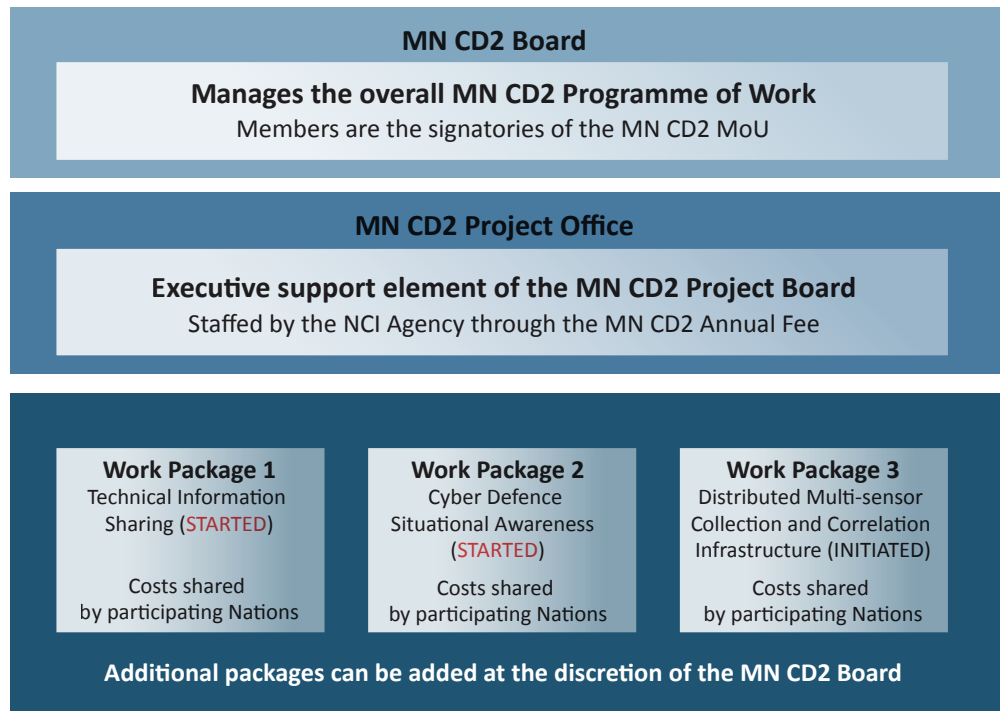 MN CD2 Board
Manages the overall MN CD2 Programme of Work
Members are the signatories of the MN CD2 MoU
MN CD2 Project Office
Executive support element of the MN CD2 Project Board
Staffed by the NCI Agency through the MN CD2 Annual Fee
Work Package 1
Technical Information
Sharing (STARTED)
Costs shared
by participating Nations
Work Package 2
Cyber Defence
Situational Awareness
(STARTED)
Costs shared
by participating Nations
Work Package 3
Distributed Multi-sensor
Collection and Correlation
Infrastructure (INITIATED)
Costs shared
by participating Nations
Additional packages can be added at the discretion of the MN CD2 Board